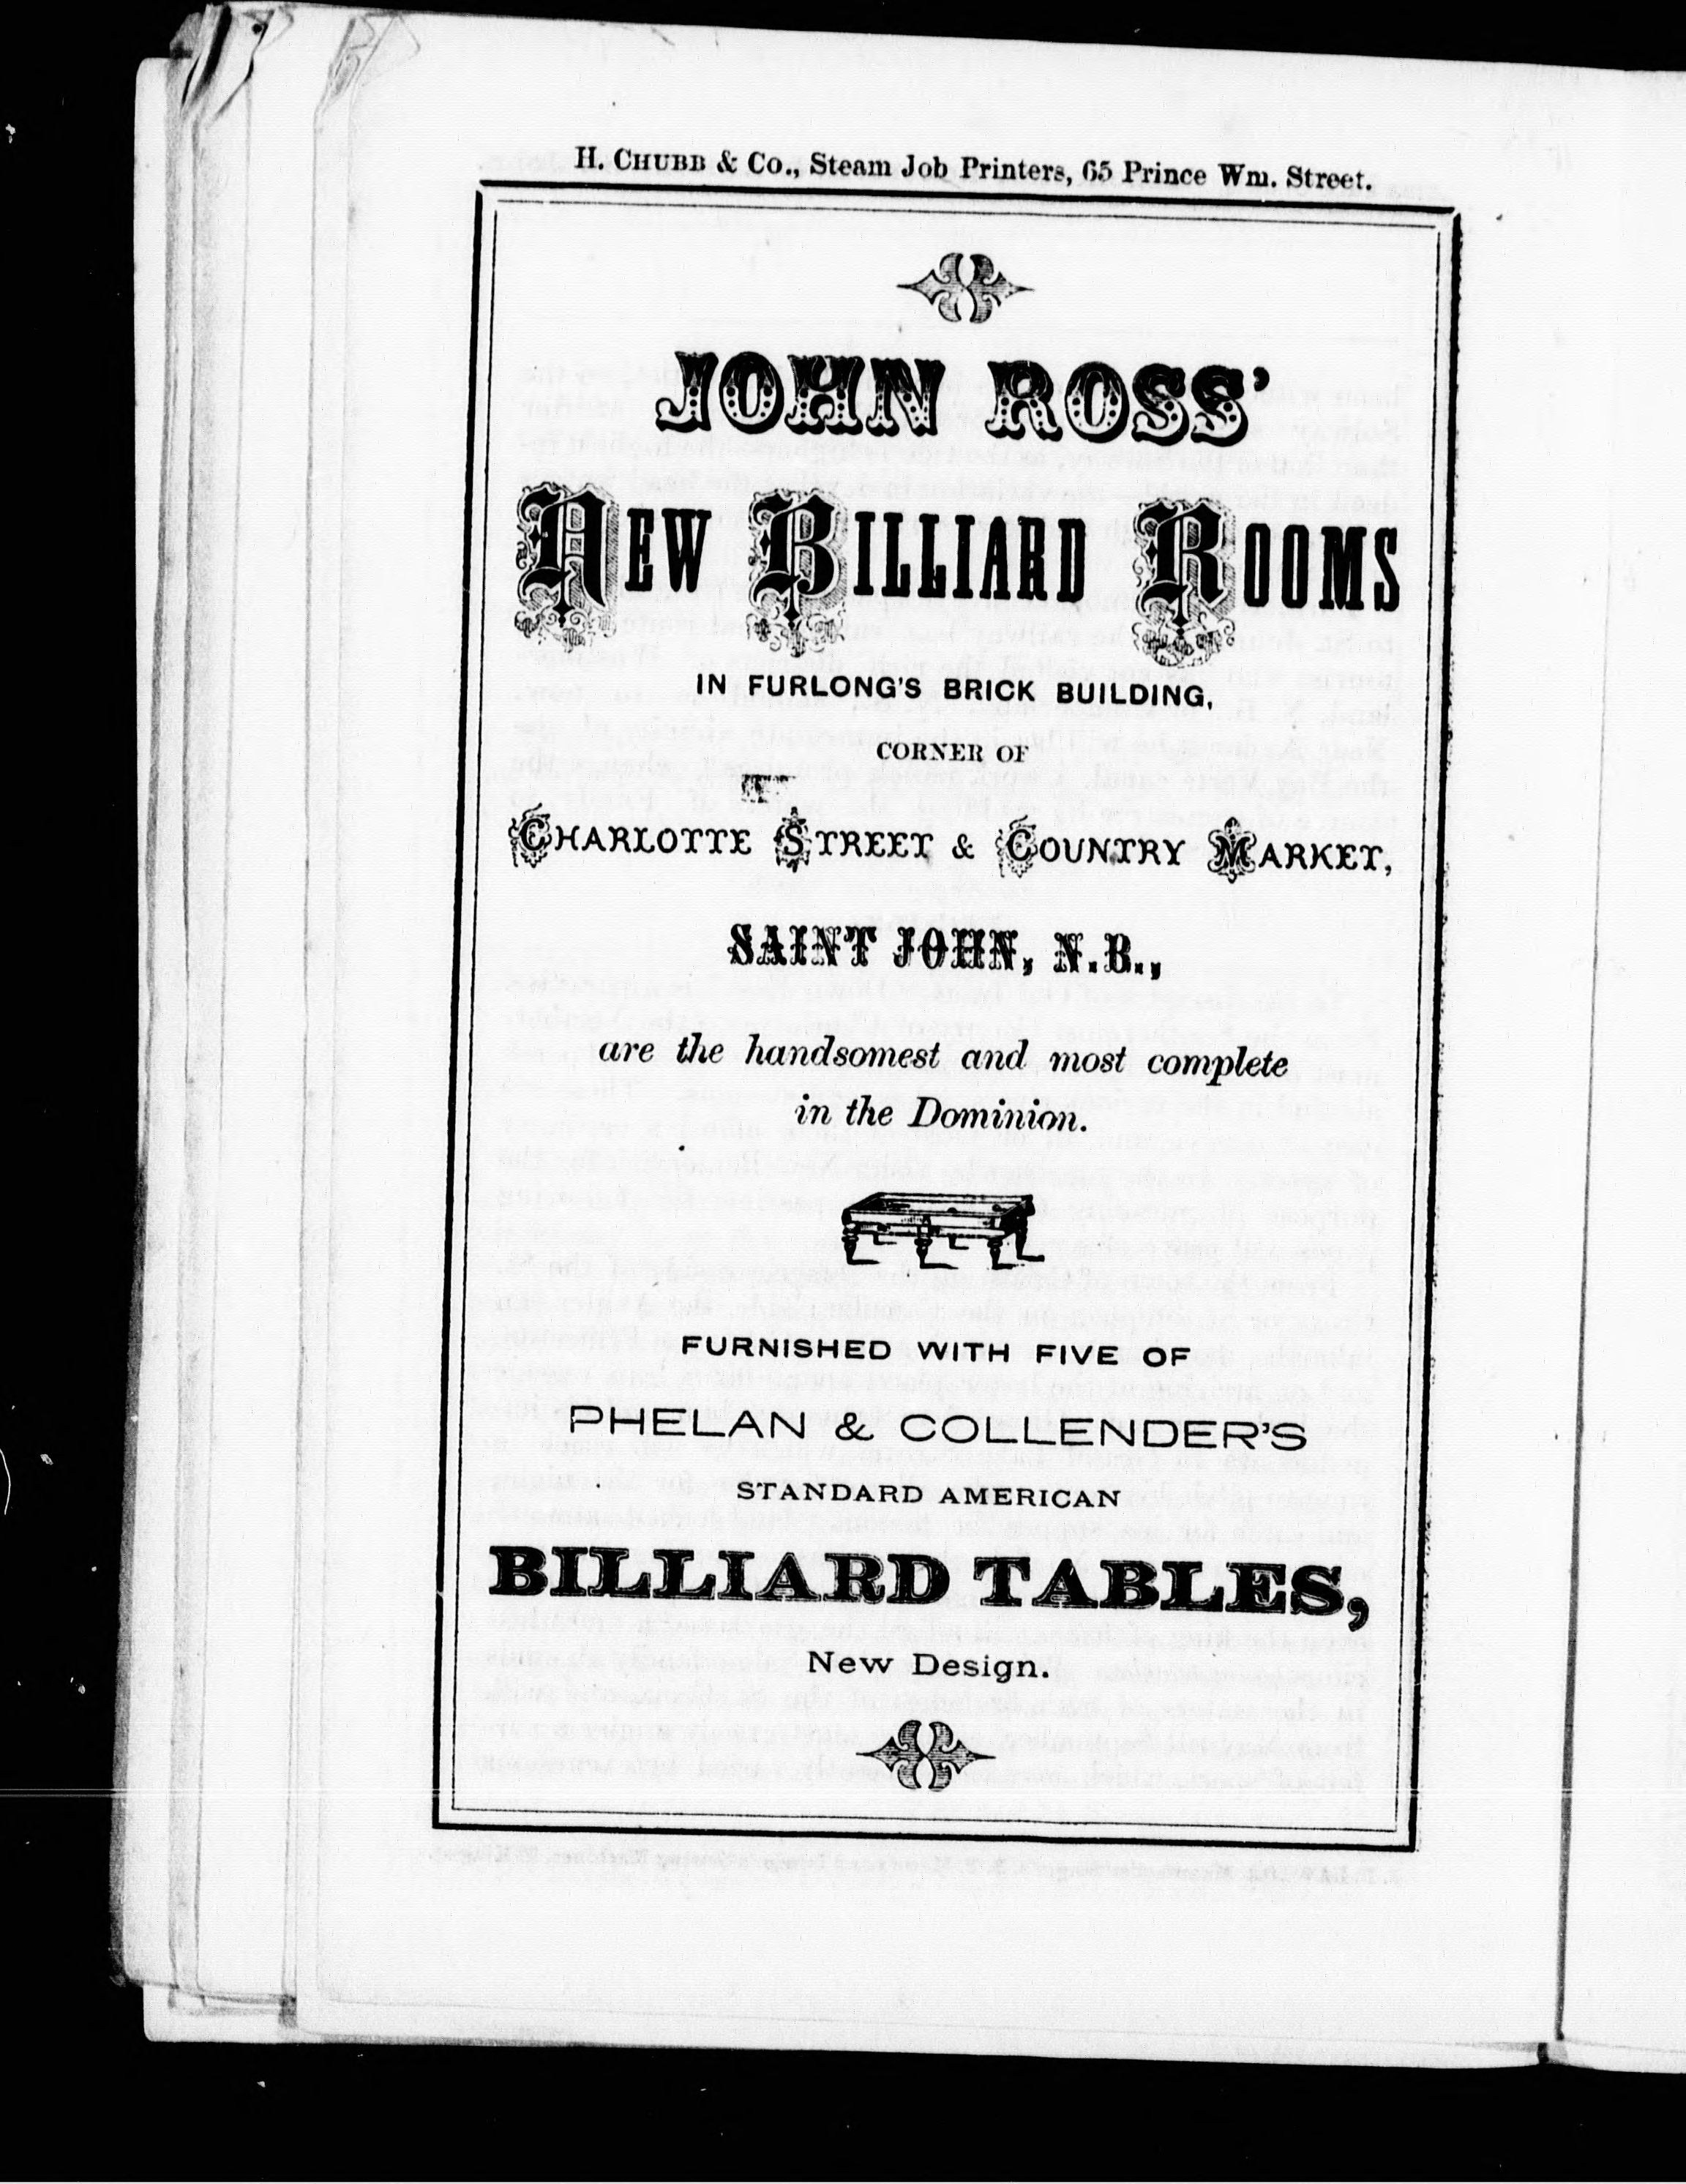 H. CHUBB & CO., Steam Job Printers, 65 Prince Wm. Street.
JOHN ROSS'
NEW BILLIARD ROOMS
IN FURLONG'S BRICK BUILDING,
CORNER OF
CHARLOTTE STREET & COUNTRY MARKET,
SAINT JOHN, N.B.,
are the handsomest and most complete
in the Dominion.
FURNISHED WITH FIVE OF
PHELAN & COLLENDER'S
STANDARD AMERICAN
BILLIARD TABLES,
New Design.